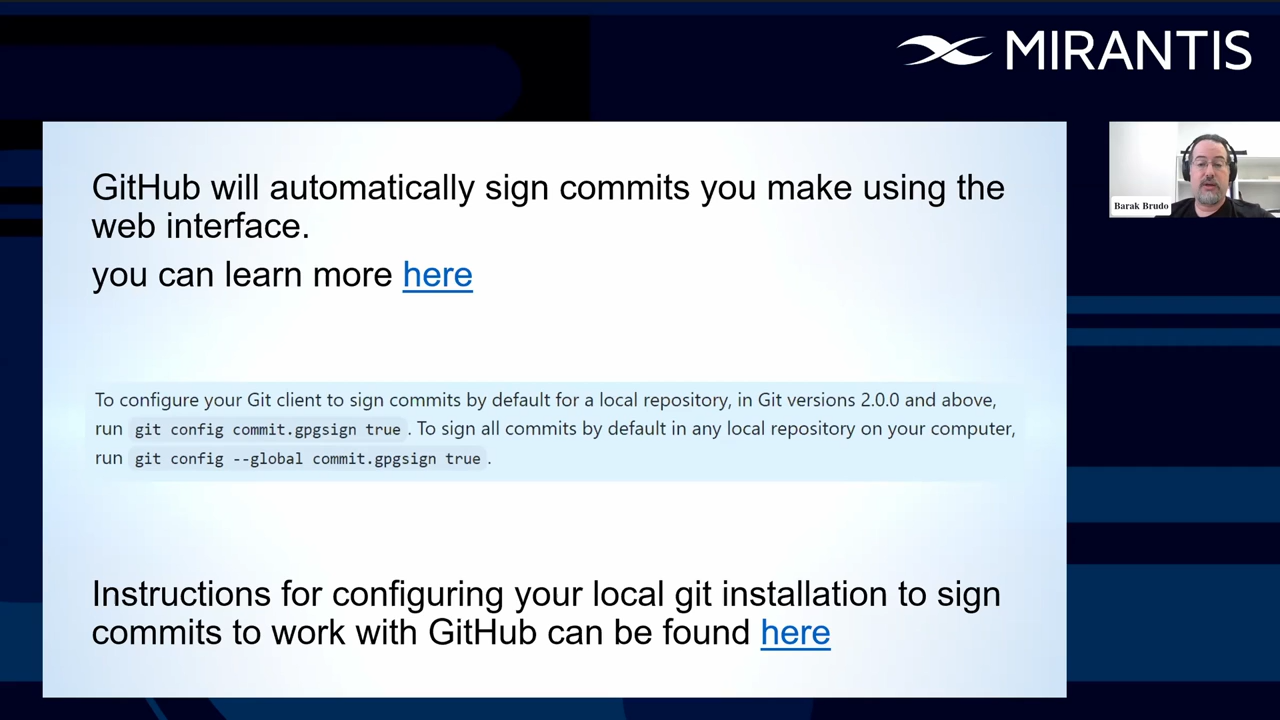 MIRANTIS
GitHub will automatically sign commits you make using the
web interface.
you can learn more here
Barak Brudo
To configure your Git client to sign commits by default for a local repository, in Git versions 2.0.0 and above,
run git config commit.gpgsign true . To sign all commits by default in any local repository on your computer,
run git config --global commit.gpgsign true .
Instructions for configuring your local git installation to sign
commits to work with GitHub can be found here